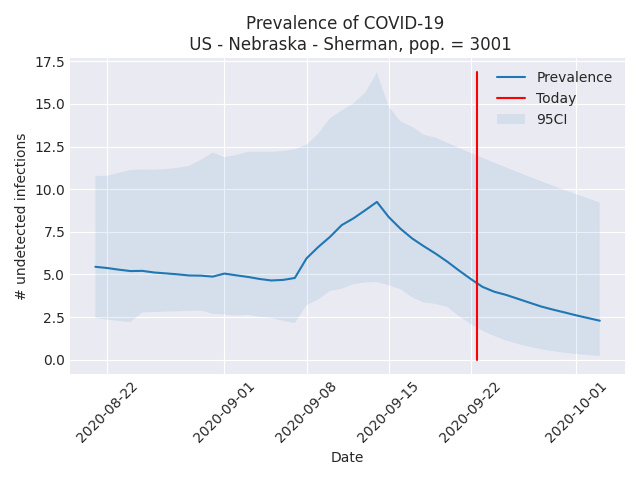 Prevalence of COVID-19
US - Nebraska - Sherman, pop. = 3001
17.5
15.0
12.5
10.0
7.5
5.0
2.5
0.0
# undetected infections
Prevalence
Today
95CI
2020-08-22
2020-09-01
2020-09-08
2020-09-15
2020-09-22
2020-10-01
Date